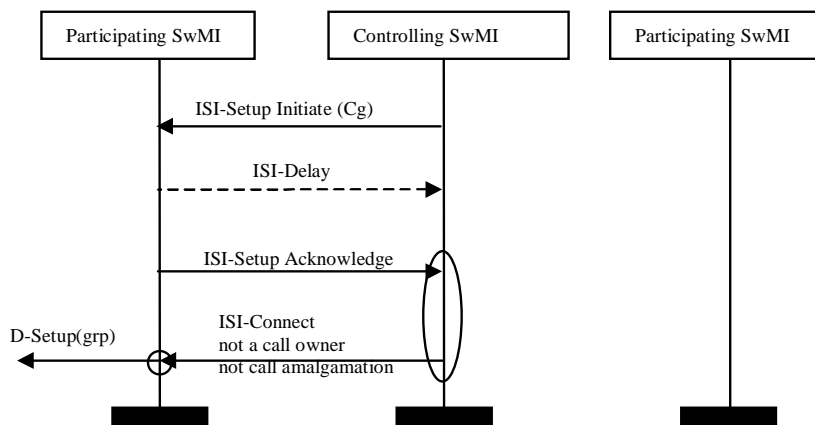 Participating SwMI
Controlling SwMI
Participating SwMI
ISI-Setup Initiate (Cg)
ISI-Delay
ISI-Setup Acknowledge
ISI-Connect
D-Setup(grp)
not a call owner
not call amalgamation